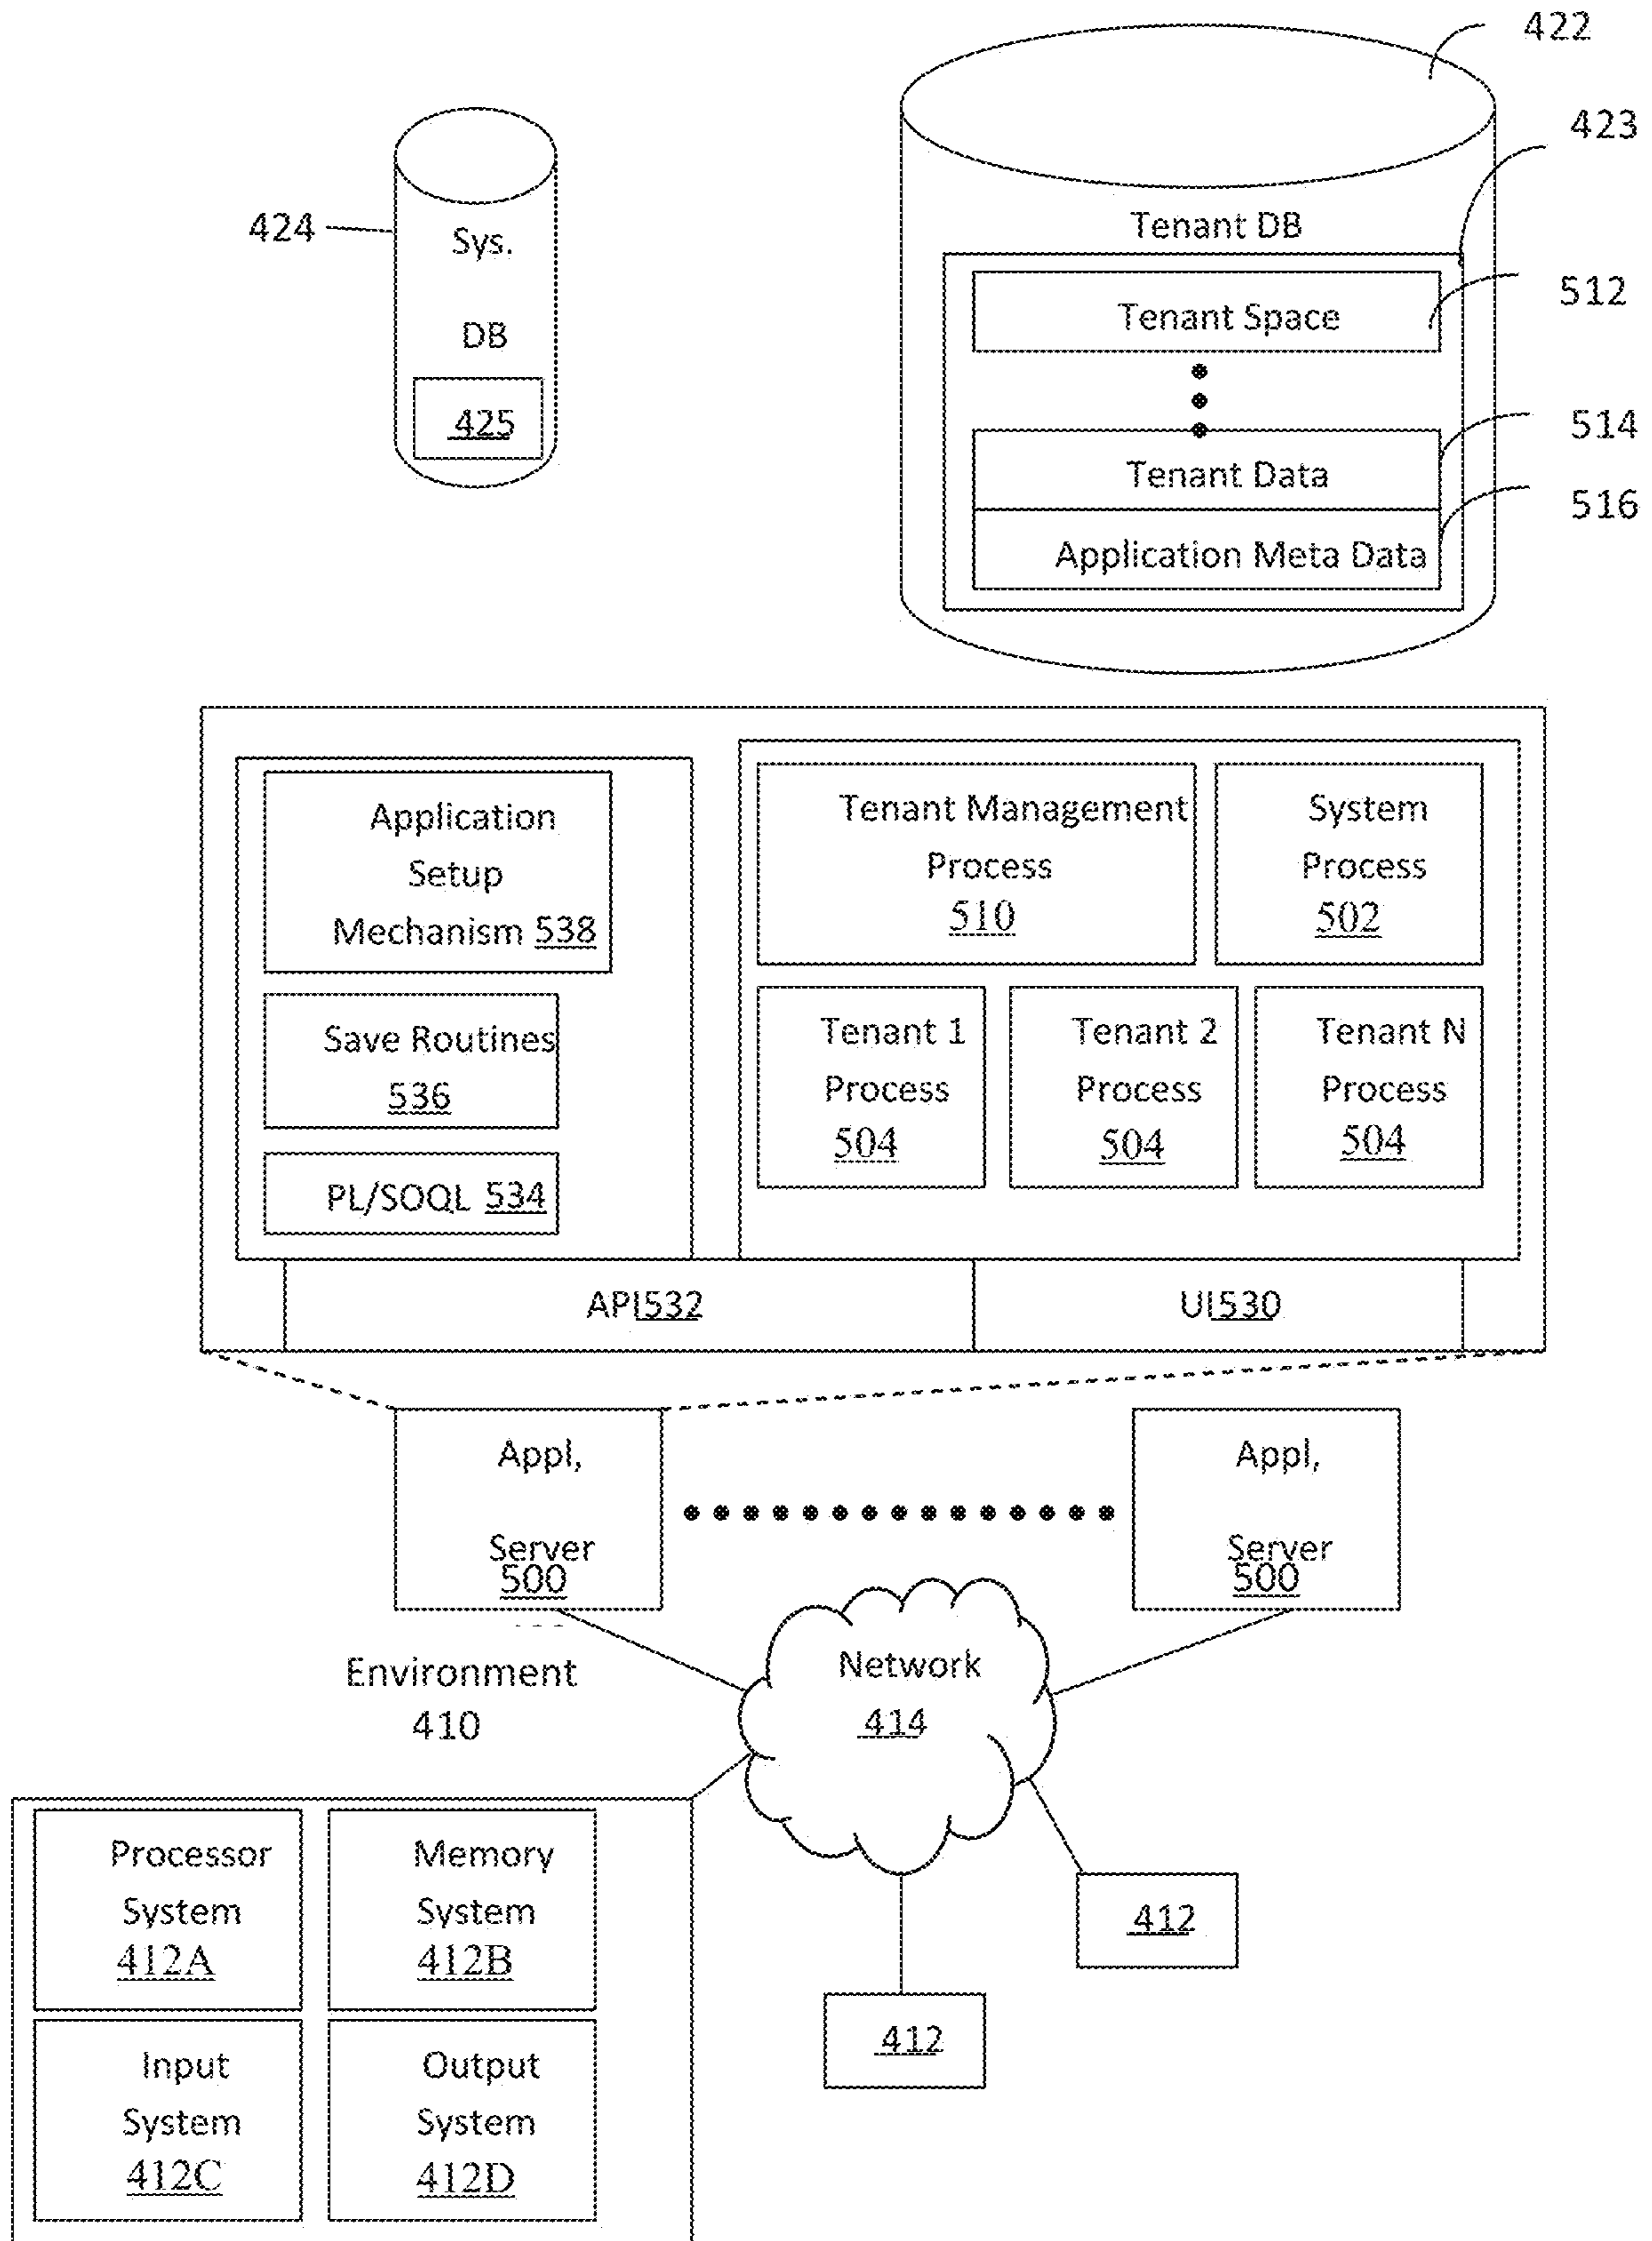 422
423
424
Sys.
DB
425
Tenant DB
Tenant Space
512
Tenant Data
514
Application Meta Data
516
Application
Setup
Mechanism 538
Save Routines
536
PL/SOQL 534
Tenant Management
Process
510
System
Process
502
Tenant 1
Process
504
Tenant 2
Process
504
Tenant N
Process
504
API532
UI530
Appl,
Server
500
Appl,
Server
500
Environment
410
Network
414
Processor
System
412A
Memory
System
412B
Input
System
412C
Output
System
412D
412
412